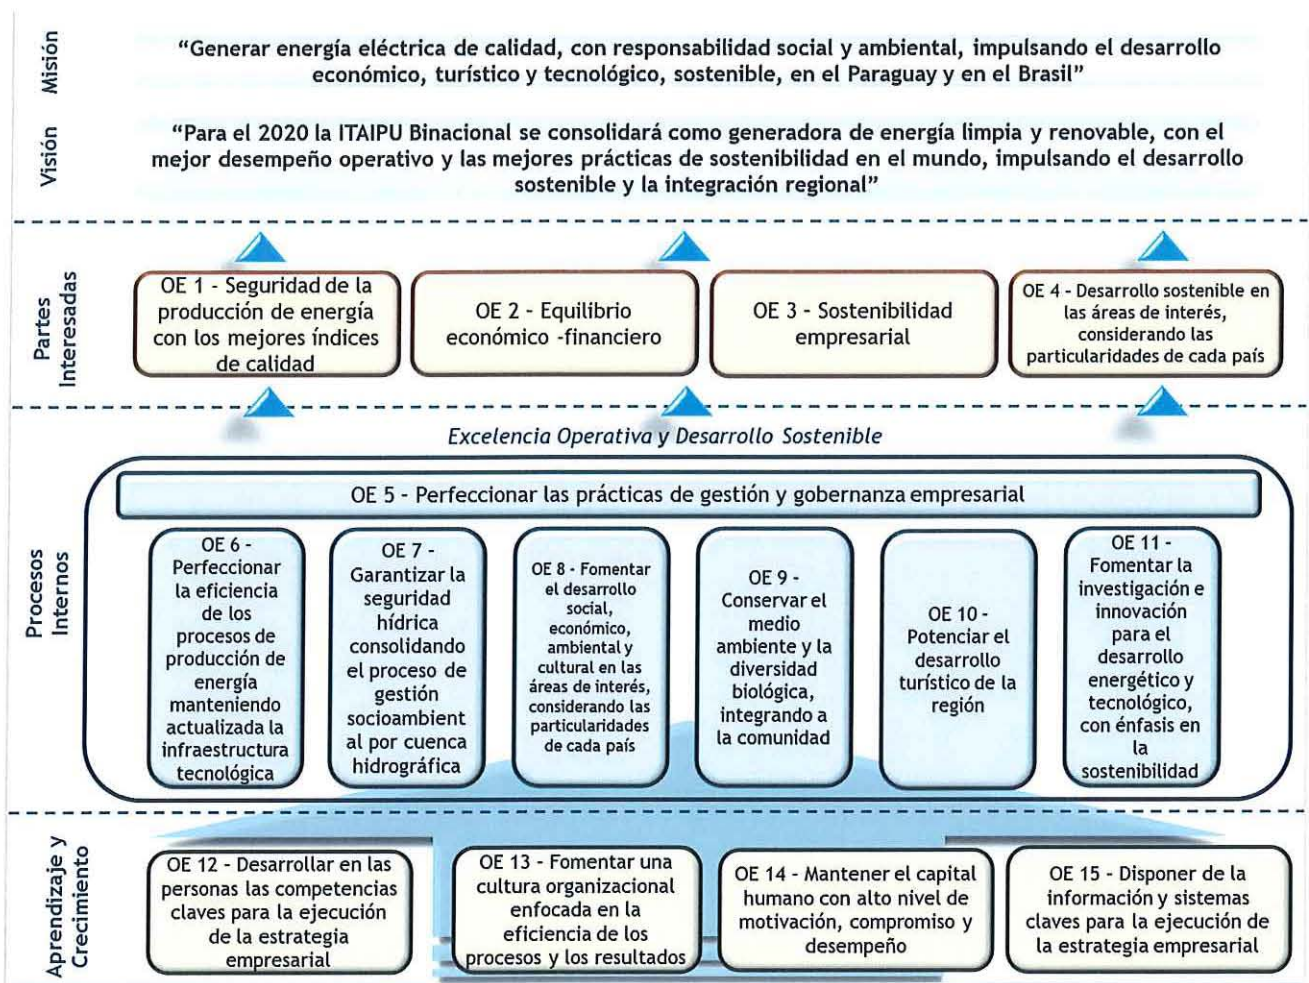 Misión
“Generar energía eléctrica de calidad, con responsabilidad social y ambiental, impulsando el desarrollo
económico, turístico y tecnológico, sostenible, en el Paraguay y en el Brasil”
Visión
“Para el 2020 la ITAIPU Binacional se consolidará como generadora de energía limpia y renovable, con el
mejor desempeño operativo y las mejores prácticas de sostenibilidad en el mundo, impulsando el desarrollo
sostenible y la integración regional”
Partes
Interesadas
OE 1 - Seguridad de la
producción de energía
con los mejores índices
de calidad
OE 2 - Equilibrio
económico -financiero
OE 3 - Sostenibilidad
empresarial
OE 4 - Desarrollo sostenible en
las áreas de interés,
considerando las
particularidades de cada país
Excelencia Operativa y Desarrollo Sostenible
Procesos
Internos
OE 5 - Perfeccionar las prácticas de gestión y gobernanza empresarial
OE 6 -
Perfeccionar
la eficiencia
de los
procesos de
producción de
energía
manteniendo
actualizada la
infraestructura
tecnológica
OE 7 -
Garantizar la
seguridad
hídrica
consolidando
el proceso de
gestión
socioambient
al por cuenca
hidrográfica
OE 8 - Fomentar
el desarrollo
social,
económico,
ambiental y
cultural en las
áreas de interés,
considerando las
particularidades
de cada país
OE 9 -
Conservar el
medio
ambiente y la
diversidad
biológica,
integrando a
la comunidad
OE 10 -
Potenciar el
desarrollo
turístico de la
región
OE 11 -
Fomentar la
investigación e
innovación
para el
desarrollo
energético y
tecnológico,
con énfasis en
la
sostenibilidad
Aprendizaje y
Crecimiento
OE 12 - Desarrollar en las
personas las competencias
claves para la ejecución
de la estrategia
empresarial
OE 13 - Fomentar una
cultura organizacional
enfocada en la
eficiencia de los
procesos y los resultados
OE 14 - Mantener el capital
humano con alto nivel de
motivación, compromiso y
desempeño
OE 15 - Disponer de la
información y sistemas
claves para la ejecución de
la estrategia empresarial